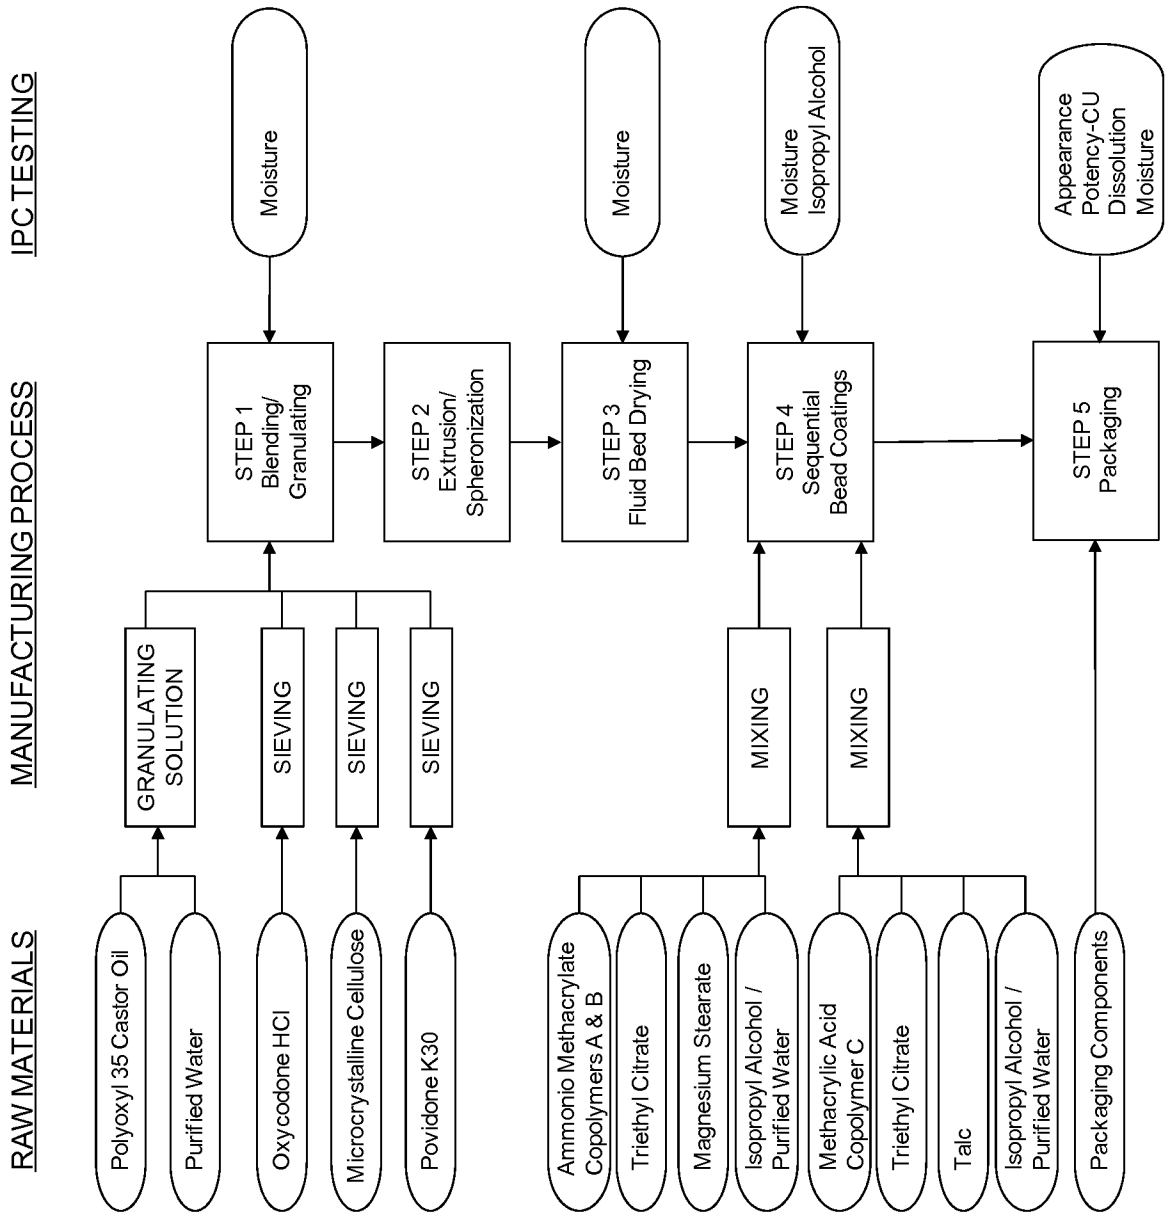 RAW MATERIALS
MANUFACTURING PROCESS
IPC TESTING
Polyoxyl 35 Castor Oil
Purified Water
GRANULATING
SOLUTION
Oxycodone HCl
SIEVING
Microcrystalline Cellulose
SIEVING
Povidone K30
SIEVING
STEP 1
Blending/
Granulating
Moisture
STEP 2
Extrusion/
Spheronization
STEP 3
Fluid Bed Drying
Moisture
Ammonio Methacrylate
Copolymers A & B
Triethyl Citrate
Magnesium Stearate
Isopropyl Alcohol /
Purified Water
MIXING
Methacrylic Acid
Copolymer C
Triethyl Citrate
Talc
Isopropyl Alcohol /
Purified Water
MIXING
STEP 4
Sequential
Bead Coatings
Moisture
Isopropyl Alcohol
Packaging Components
STEP 5
Packaging
Appearance
Potency-CU
Dissolution
Moisture